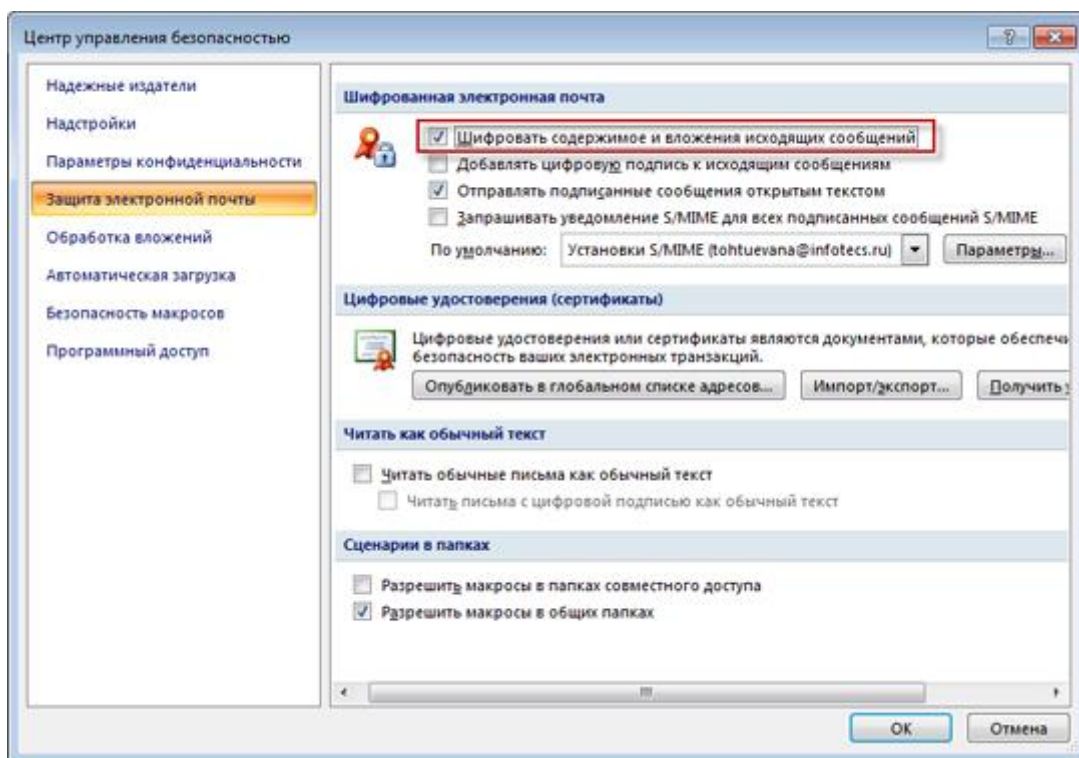 Центр управления безопасностью
Надежные издатели
Надстройки
Параметры конфиденциальности
Защита электронной почты
Обработка вложений
Автоматическая загрузка
Безопасность макросов
Программный доступ
Шифрованная электронная почта
Шифровать содержимое и вложения исходящих сообщений
Добавлять цифровую подпись к исходящим сообщениям
Отправлять подписанные сообщения открытым текстом
Запрашивать уведомление S/MIME для всех подписанных сообщений S/MIME
По умолчанию: Установки S/MIME (tohtuevana@infotecs.ru) Параметры...
Цифровые удостоверения (сертификаты)
Цифровые удостоверения или сертификаты являются документами, которые обеспечи
безопасность ваших электронных транзакций.
Опубликовать в глобальном списке адресов... Импорт/экспорт... Получить
Читать как обычный текст
Читать обычные письма как обычный текст
Читать письма с цифровой подписью как обычный текст
Сценарии в папках
Разрешить макросы в папках совместного доступа
Разрешить макросы в общих папках
ОК Отмена